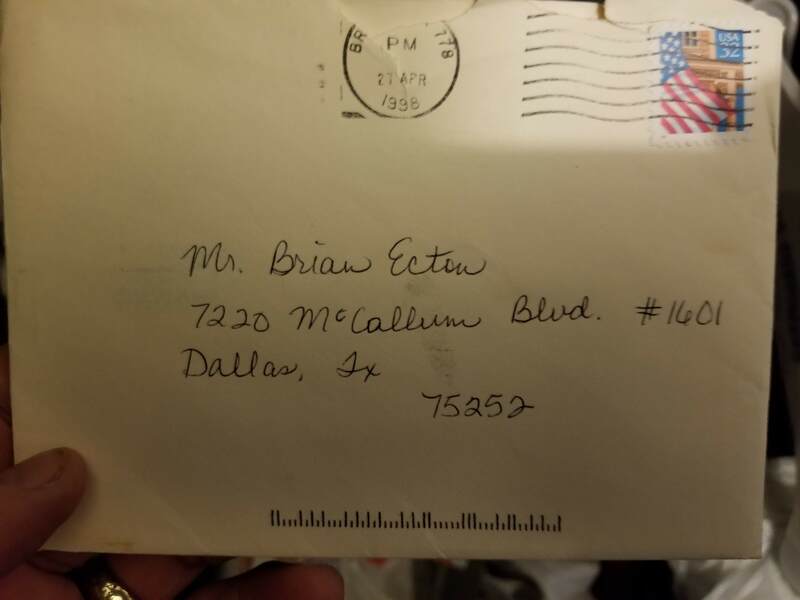 PM
27 APR
1998
USA
32
Mr. Brian Ecton
7220 McCallum Blvd. #1601
Dallas, Tx
75252